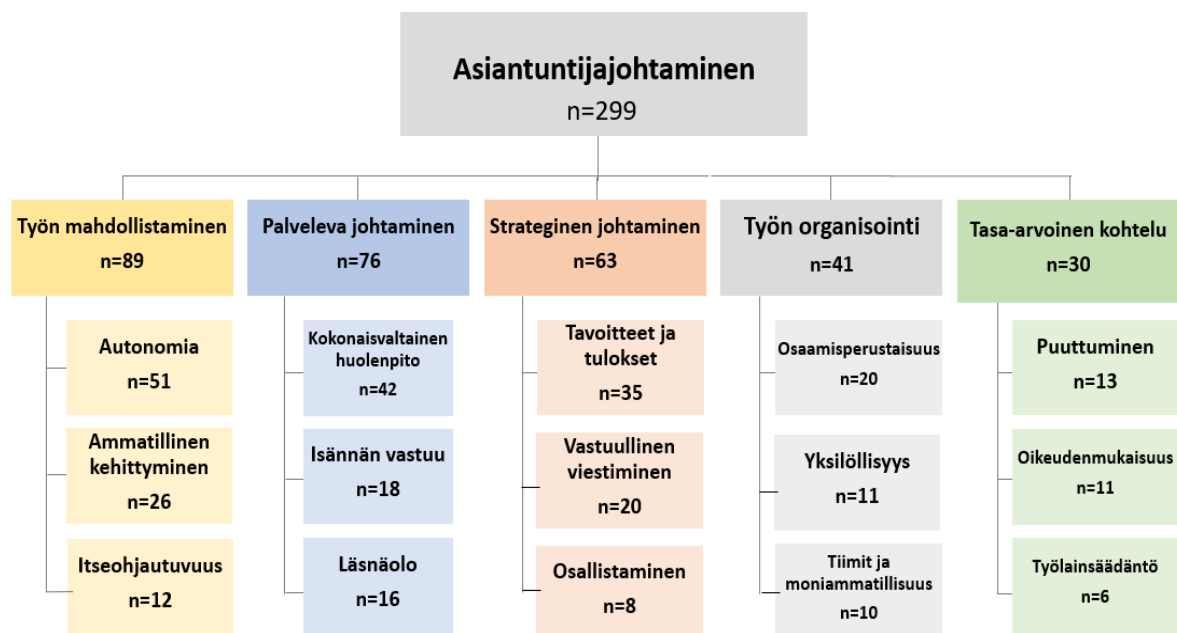 Asiantuntijajohtaminen
n=299
Työn mahdollistaminen
n=89
Palveleva johtaminen
n=76
Strateginen johtaminen
n=63
Työn organisointi
n=41
Tasa-arvoinen kohtelu
n=30
Autonomia
n=51
Ammatillinen
kehittyminen
n=26
Itseohjautuvuus
n=12
Kokonaisvaltainen
huolenpito
n=42
Isännän vastuu
n=18
Läsnäolo
n=16
Tavoitteet ja
tulokset
n=35
Vastuullinen
viestiminen
n=20
Osallistaminen
n=8
Osaamisperustaisuus
n=20
Yksilöllisyys
n=11
Tiimit ja
moniammatillisuus
n=10
Puuttuminen
n=13
Oikeudenmukaisuus
n=11
Työlainsäädäntö
n=6